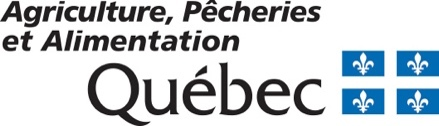 Agriculture, Pêcheries
et Alimentation
Québec